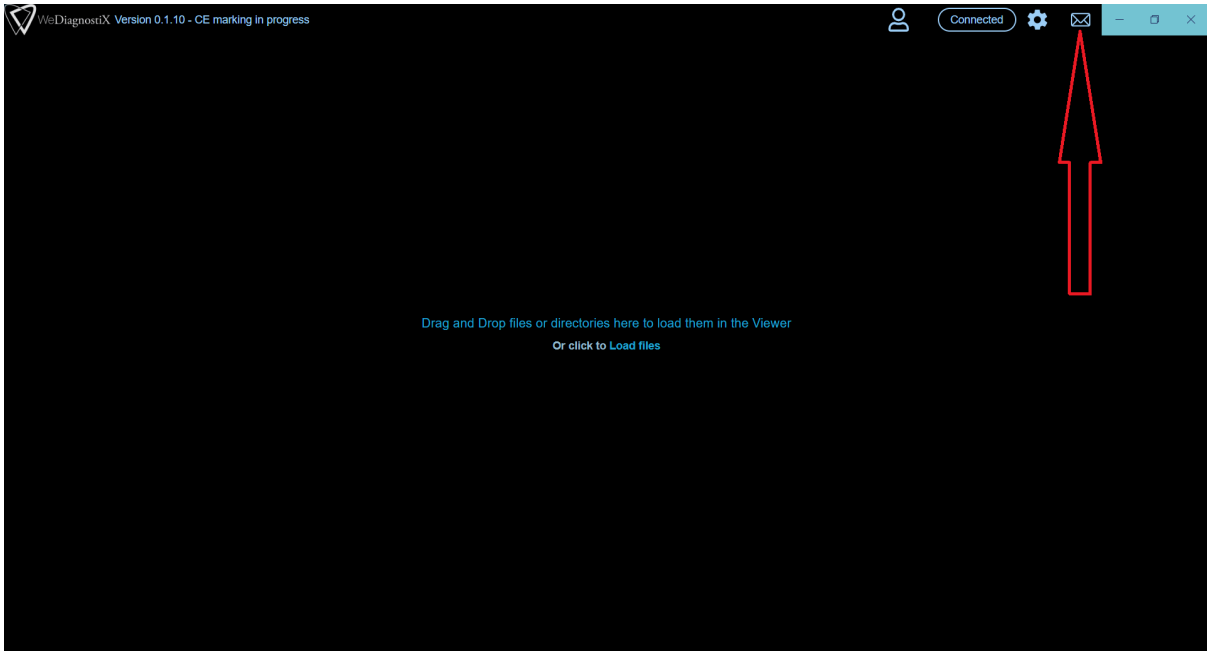 WeDiagnostiX Version 0.1.10 - CE marking in progress
Connected
Drag and Drop files or directories here to load them in the Viewer
Or click to Load files